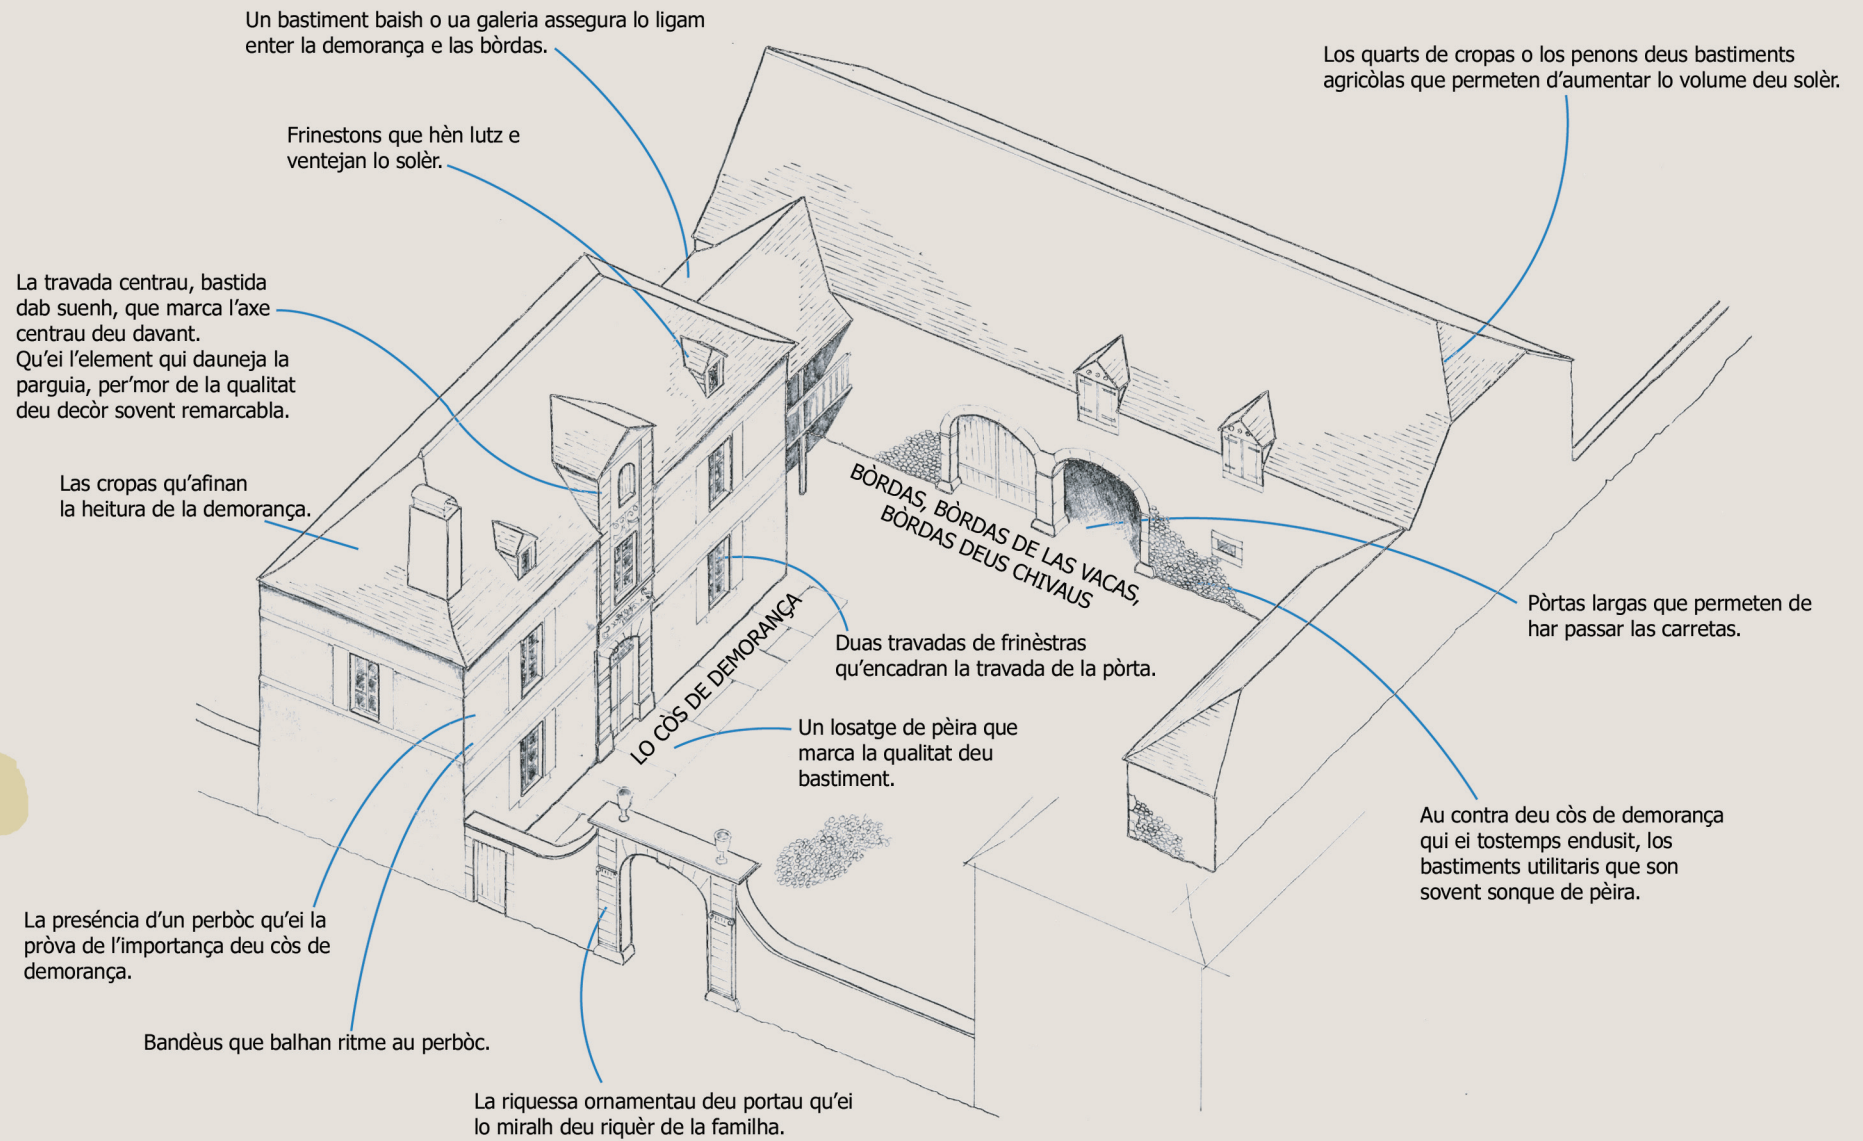 Un bastiment baish o ua galeria assegura lo ligam
enter la demorança e las bòrdas.
Los quarts de cropas o los penons deus bastiments
agricòlas que permeten d'aumentar lo volume deu solèr.
Frinestons que hèn lutz e
ventejan lo solèr.
La travada centrau, bastida
dab suenh, que marca l'axe
centrau deu davant.
Qu'ei l'element qui dauneja la
parguia, per'mor de la qualitat
deu decòr sovent remarcabla.
Las cropas qu'afinan
la heitura de la demorança.
BÒRDAS, BÒRDAS DE LAS VACAS,
BÒRDAS DEUS CHIVAUS
LO CÒS DE DEMORANÇA
Pòrtas largas que permeten de
har passar las carretas.
Duas travadas de frinèstras
qu'encadran la travada de la pòrta.
Un losatge de pèira que
marca la qualitat deu
bastiment.
Au contra deu còs de demorança
qui ei tostemps endusit, los
bastiments utilitaris que son
sovent sonque de pèira.
La preséncia d'un perbòc qu'ei la
pròva de l'importança deu còs de
demorança.
Bandèus que balhan ritme au perbòc.
La riquessa ornamentau deu portau qu'ei
lo miralh deu riquèr de la familha.